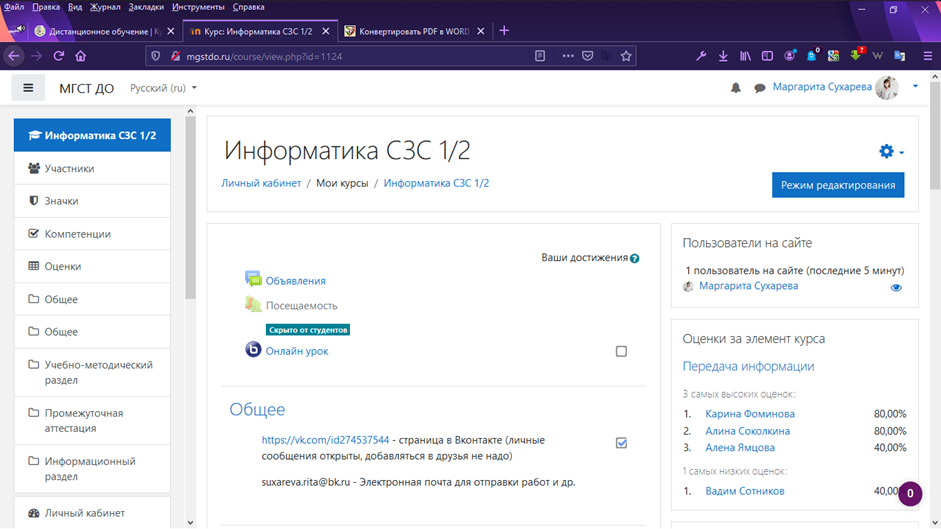 Файл Правка Вид Журнал Закладки Инструменты Справка
Дистанционное обучение | Ку
Курс: Информатика СЗС 1/2
Конвертировать PDF в WORD
mgstdo.ru/course/view.php?id=1124
МГСТ ДО
Русский (ru)
Маргарита Сухарева
Информатика СЗС 1/2
Участники
Значки
Компетенции
Оценки
Общее
Общее
Учебно-методический
раздел
Промежуточная
аттестация
Информационный
раздел
Личный кабинет
Информатика СЗС 1/2
Личный кабинет / Мои курсы / Информатика СЗС 1/2
Режим редактирования
Ваши достижения
Объявления
Посещаемость
Скрыто от студентов
Онлайн урок
Общее
https://vk.com/id274537544 - страница в Вконтакте (личные
сообщения открыты, добавляться в друзья не надо)
suxareva.rita@bk.ru - Электронная почта для отправки работ и др.
Пользователи на сайте
1 пользователь на сайте (последние 5 минут)
Маргарита Сухарева
Оценки за элемент курса
Передача информации
3 самых высоких оценок:
1. Карина Фоминова 80,00%
2. Алина Соколкина 80,00%
3. Алена Ямцова 40,00%
1 самых низких оценок:
1. Вадим Сотников 40,00
0